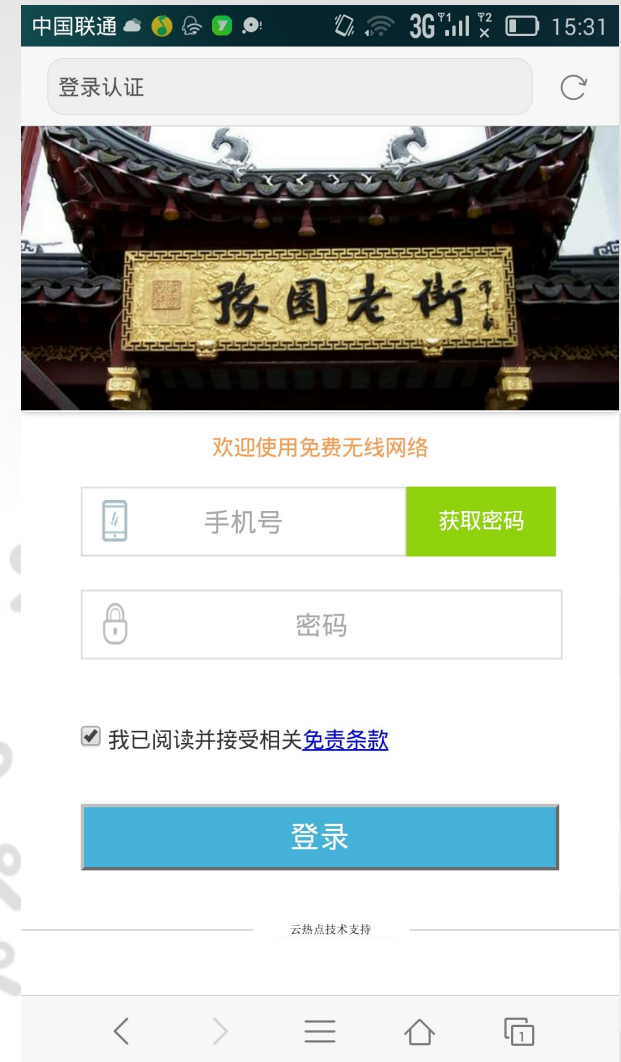 中国联通 3G 15:31
登录认证
豫园老街
欢迎使用免费无线网络
手机号 获取密码
密码
我已阅读并接受相关免责条款
登录
云热点技术支持
1